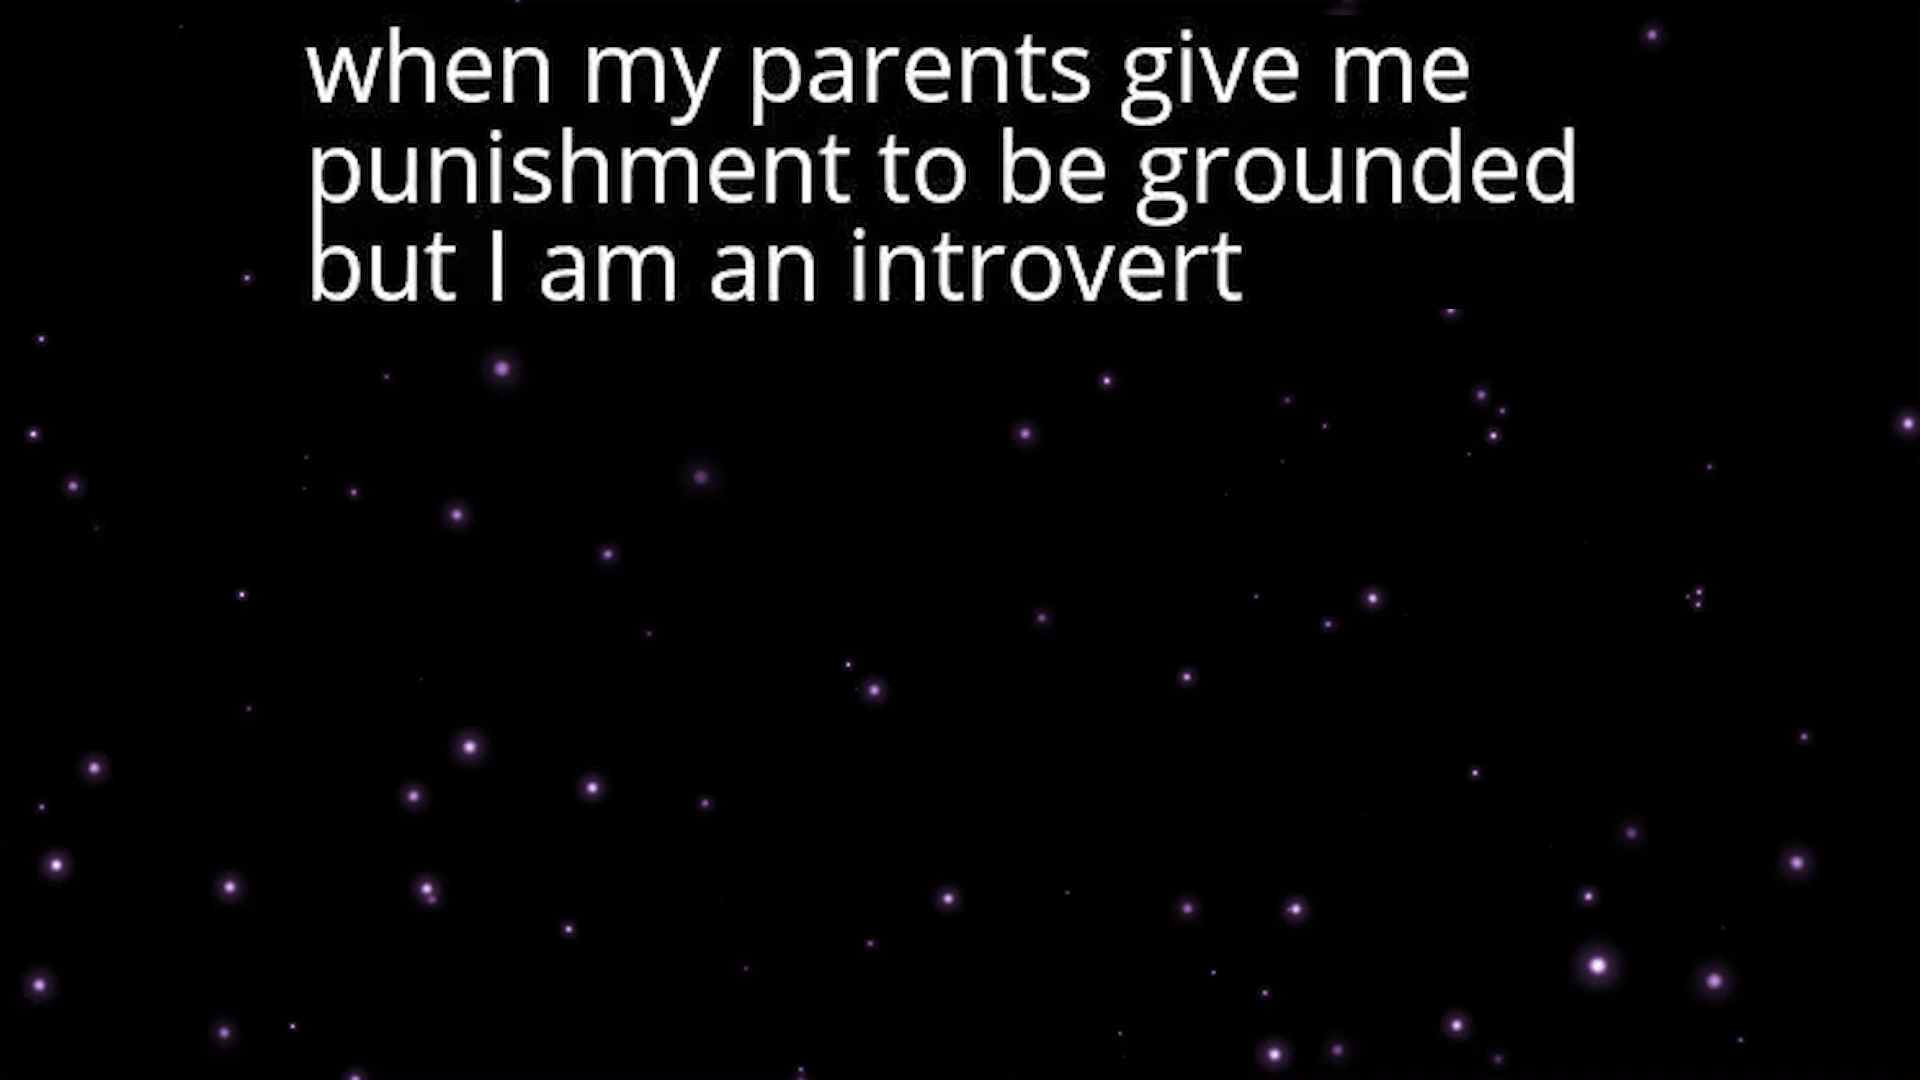 when my parents give me
punishment to be grounded
but I am an introvert